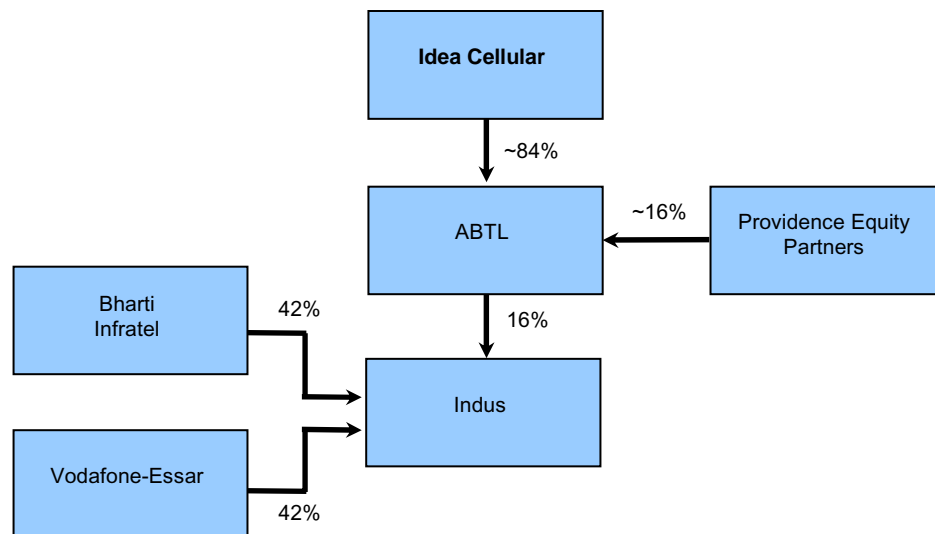 Idea Cellular
~84%
ABTL
~16%
Providence Equity
Partners
Bharti
Infratel
42%
16%
Indus
Vodafone-Essar
42%